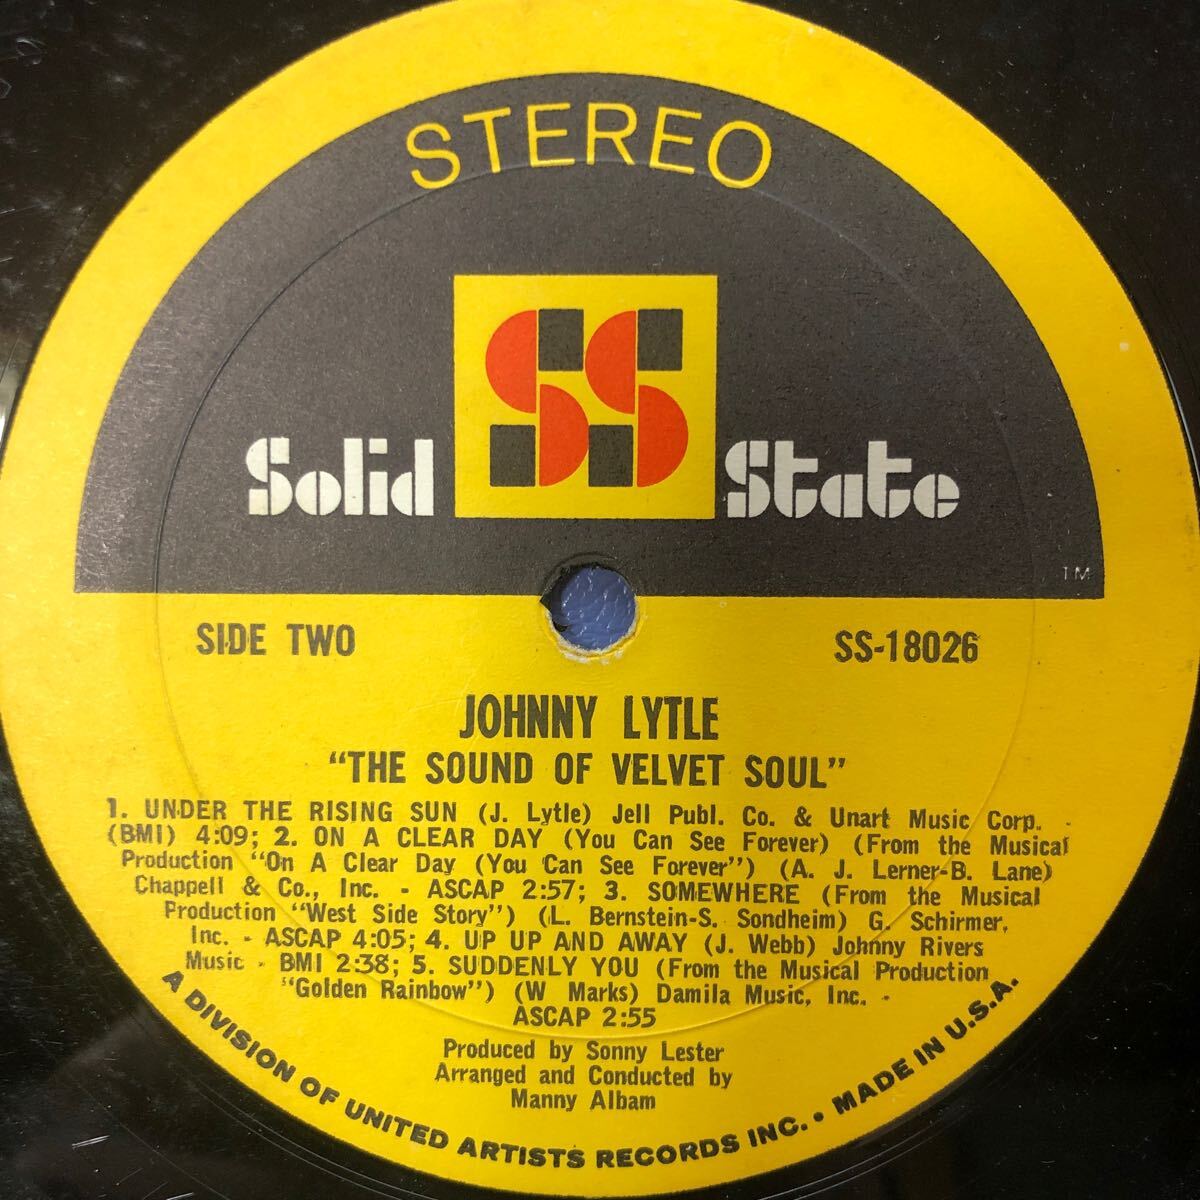 STEREO
Solid SS State
TM
SIDE TWO
SS-18026
JOHNNY LYTLE
“THE SOUND OF VELVET SOUL”
1. UNDER THE RISING SUN (J. Lytle) Jell Publ. Co. & Unart Music Corp. -
(BMI) 4:09; 2. ON A CLEAR DAY (You Can See Forever) (From the Musical
Production “On A Clear Day (You Can See Forever”) (A. J. Lerner-B. Lane)
Chappell & Co., Inc. - ASCAP 2:57; 3. SOMEWHERE (From the Musical
Production “West Side Story”) (L. Bernstein-S. Sondheim) G. Schirmer,
Inc. - ASCAP 4:05; 4. UP UP AND AWAY (J. Webb) Johnny Rivers
Music - BMI 2:38; 5. SUDDENLY YOU (From the Musical Production
“Golden Rainbow”) (W Marks) Damila Music, Inc. -
ASCAP 2:55
Produced by Sonny Lester
Arranged and Conducted by
Manny Albam
A DIVISION OF UNITED ARTISTS RECORDS INC. • MADE IN U.S.A.